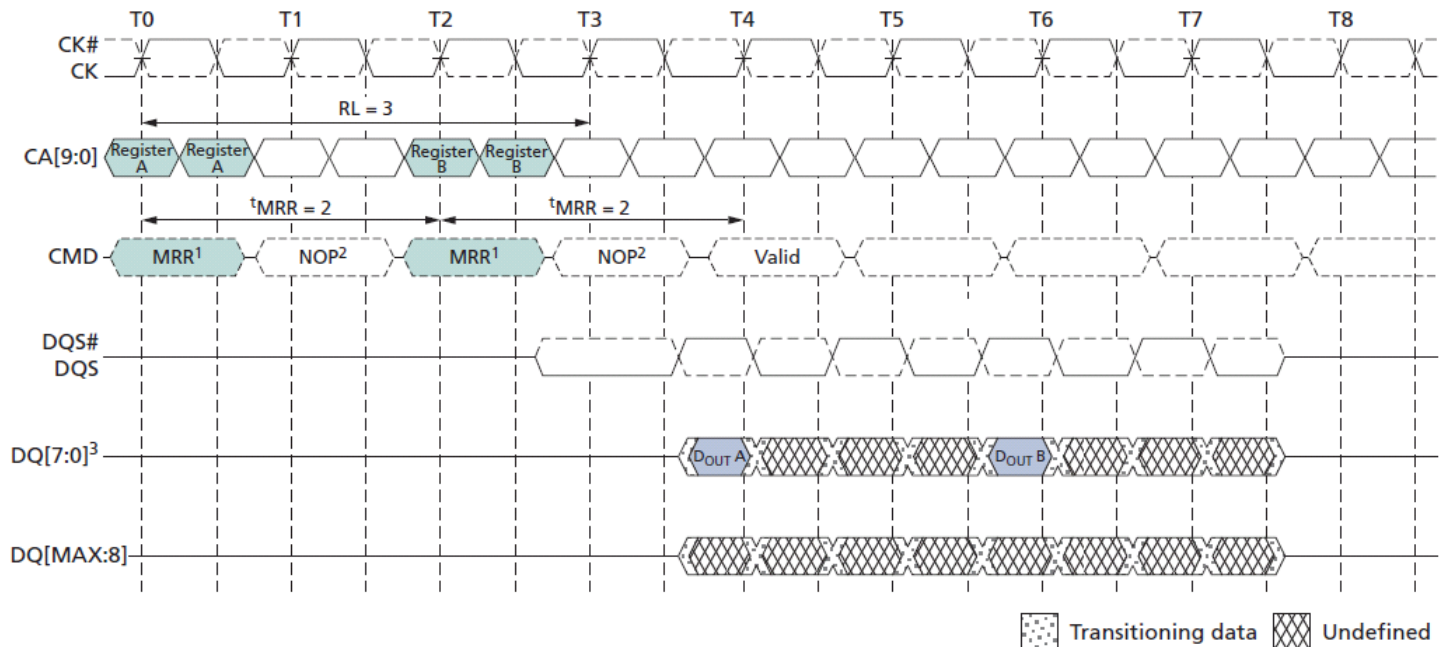 T0 T1 T2 T3 T4 T5 T6 T7 T8
CK#
CK
RL = 3
CA[9:0]
Register A
Register A
Register B
Register B
tMRR = 2
tMRR = 2
CMD
MRR1
NOP2
MRR1
NOP2
Valid
DQS#
DQS
DQ[7:0]3
DOUT A
DOUT B
DQ[MAX:8]
Transitioning data
Undefined